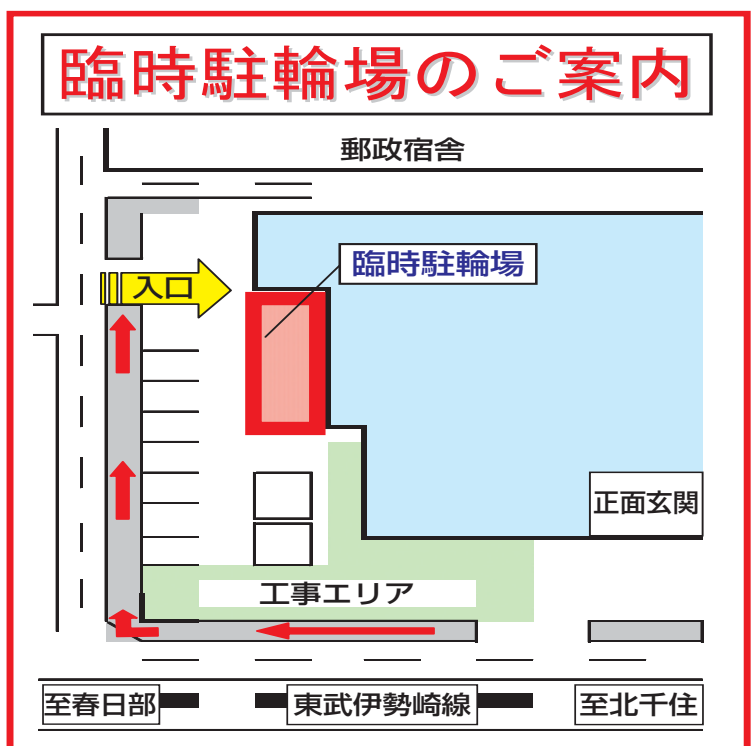 臨時駐輪場のご案内
郵政宿舎
臨時駐輪場
入口
正面玄関
工事エリア
至春日部
東武伊勢崎線
至北千住